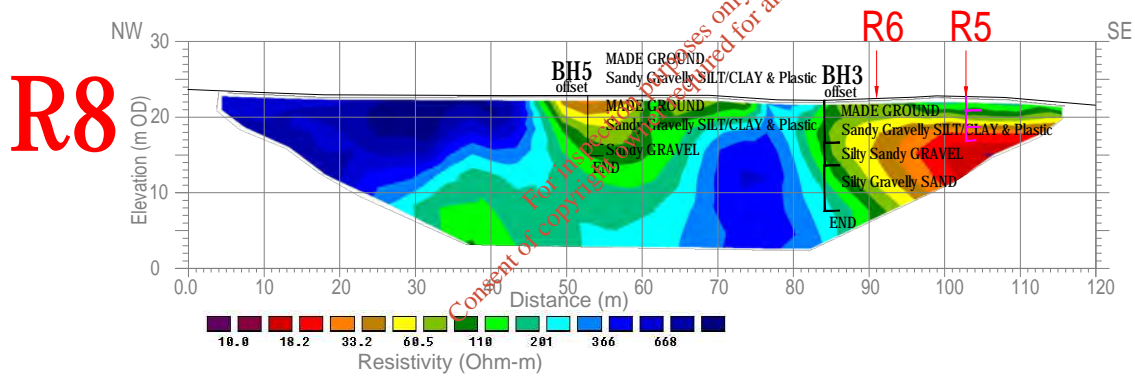 NW
SE
R8
R6
R5
30
20
10
0
Elevation (m OD)
BH5
offset
MADE GROUND
Sandy Gravelly SILT/CLAY & Plastic
MADE GROUND
Sandy Gravelly SILT/CLAY & Plastic
Sandy GRAVEL
END
BH3
offset
MADE GROUND
Sandy Gravelly SILT/CLAY & Plastic
Silty Sandy GRAVEL
Silty Gravelly SAND
END
For inspection purposes only
Consent of copyright owner required for a
0.0 10 20 30 40 50 60 70 80 90 100 110 120
Distance (m)
10.0 18.2 33.2 60.5 110 201 366 668
Resistivity (Ohm-m)